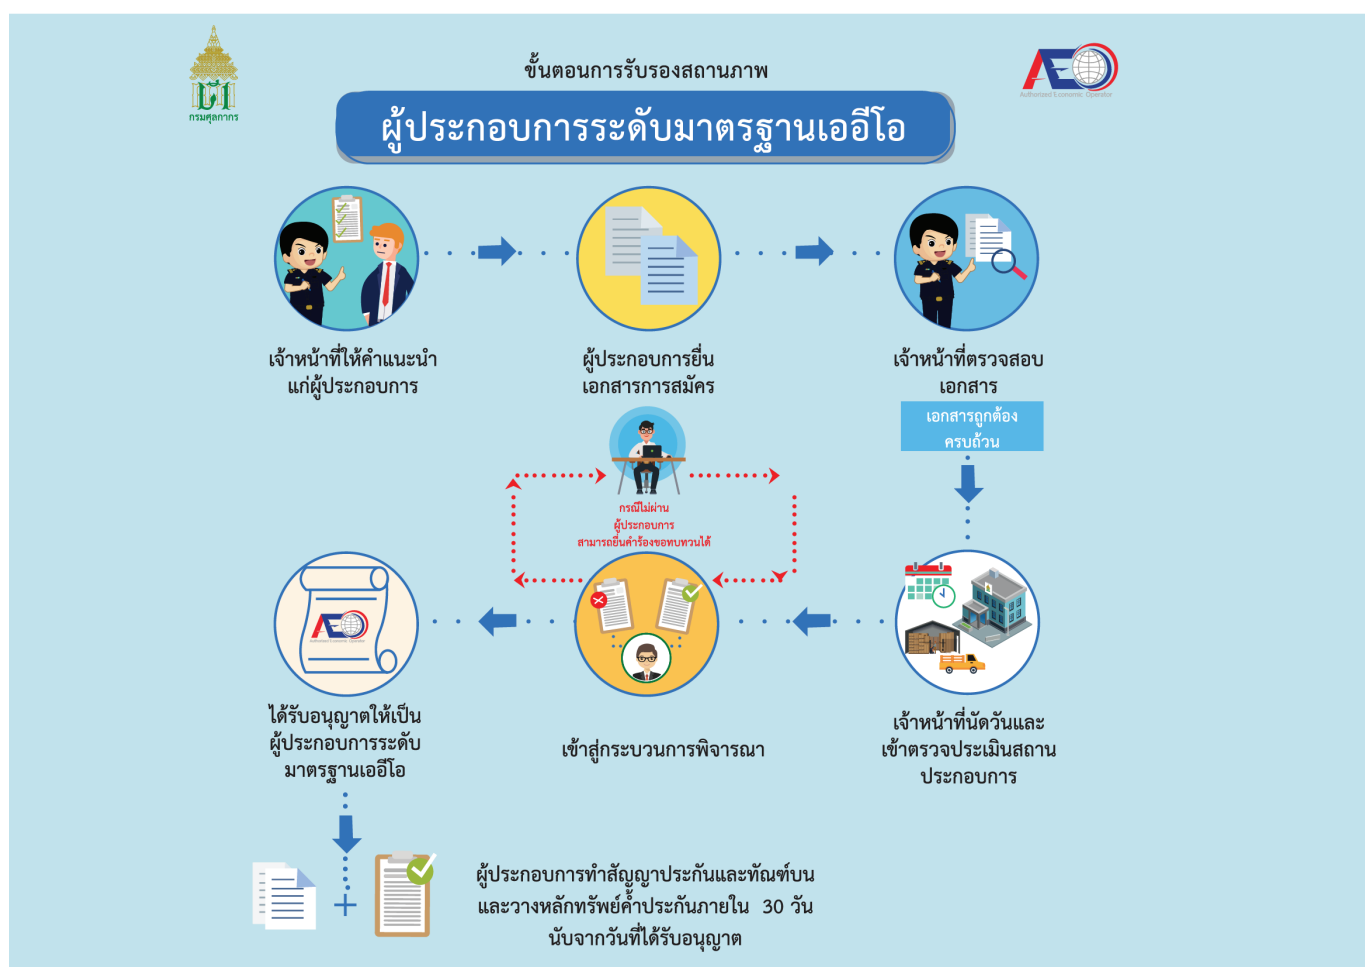 กรมศุลกากร
ขั้นตอนการรับรองสถานภาพ
AEO
Authorized Economic Operator
ผู้ประกอบการระดับมาตรฐานเออีโอ
เจ้าหน้าที่ให้คำแนะนำ
แก่ผู้ประกอบการ
ผู้ประกอบการยื่น
เอกสารการสมัคร
เจ้าหน้าที่ตรวจสอบ
เอกสาร
เอกสารถูกต้อง
ครบถ้วน
กรณีไม่ผ่าน
ผู้ประกอบการ
สามารถยื่นคำร้องขอทบทวนได้
AEO
Authorized Economic Operator
ได้รับอนุญาตให้เป็น
ผู้ประกอบการระดับ
มาตรฐานเออีโอ
เข้าสู่กระบวนการพิจารณา
เจ้าหน้าที่นัดวันและ
เข้าตรวจประเมินสถาน
ประกอบการ
ผู้ประกอบการทำสัญญาประกันและทัณฑ์บน
และวางหลักทรัพย์ค้ำประกันภายใน 30 วัน
นับจากวันที่ได้รับอนุญาต